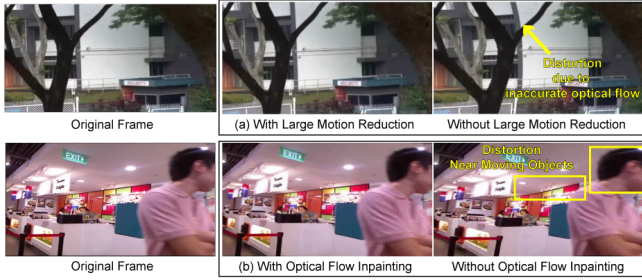 Distortion
due to
inaccurate optical flow
Original Frame
(a) With Large Motion Reduction
Without Large Motion Reduction
EXIT
EXIT
EXIT
Distortion
Near Moving Objects
Original Frame
(b) With Optical Flow Inpainting
Without Optical Flow Inpainting